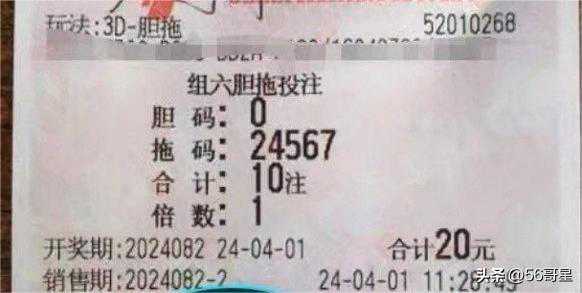 玩法:3D-胆拖 52010268
组六胆拖投注
胆 码: 0
拖 码: 24567
合 计: 10注
倍 数: 1
开奖期:2024082 24-04-01 合计20元
销售期:2024082-2 24-04-01 11:28:
头条 @56哥星